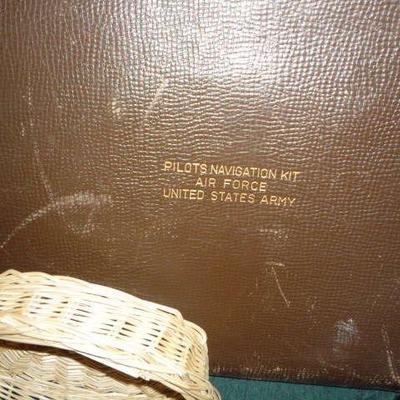 PILOTS NAVIGATION KIT
AIR FORCE
UNITED STATES ARMY